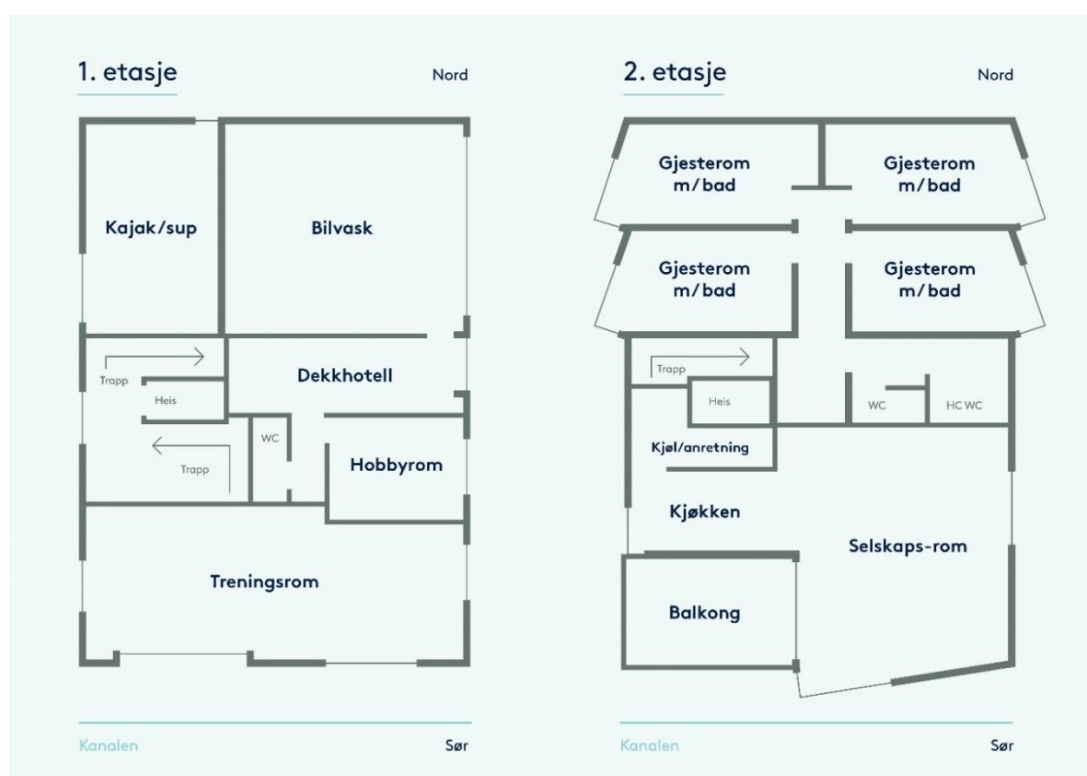 1. etasje
Nord
Kajak/sup
Bilvask
Trapp
Heis
Dekkhotell
WC
Trapp
Hobbyrom
Treningsrom
Kanalen
Sør
2. etasje
Nord
Gjesterom
m/bad
Gjesterom
m/bad
Gjesterom
m/bad
Gjesterom
m/bad
Trapp
Heis
WC
HC WC
Kjøl/anretning
Kjøkken
Selskaps-rom
Balkong
Kanalen
Sør